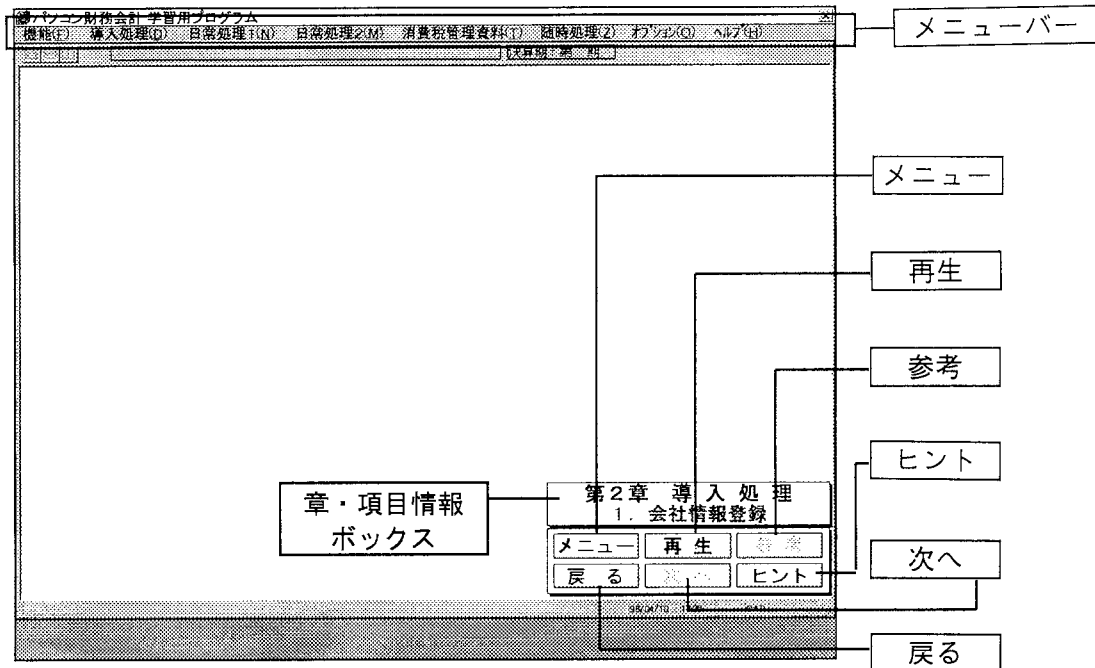 パソコン財務会計 学習用プログラム
機能(F) 導入処理(D) 日常処理1(N) 日常処理2(M) 消費税管理資料(T) 随時処理(Z) オプション(O) ヘルプ(H)
メニューバー
決算期:第 期
メニュー
再生
参考
ヒント
章・項目情報
ボックス
第2章 導入処理
1. 会社情報登録
メニュー 再生 参考
戻る 次へ ヒント
次へ
戻る